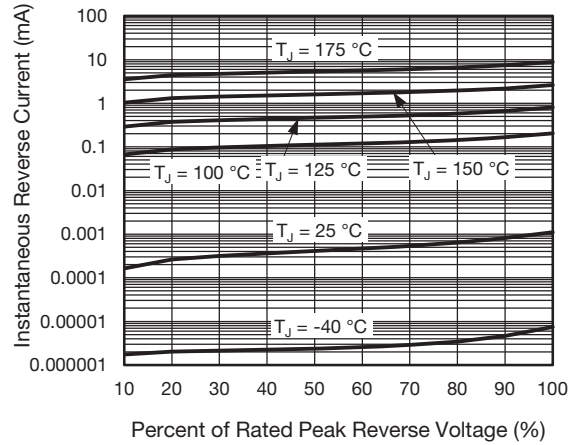 Instantaneous Reverse Current (mA)
100
10
1
0.1
0.01
0.001
0.0001
0.00001
0.000001
T_J = 175 °C
T_J = 100 °C
T_J = 125 °C
T_J = 150 °C
T_J = 25 °C
T_J = -40 °C
10 20 30 40 50 60 70 80 90 100
Percent of Rated Peak Reverse Voltage (%)